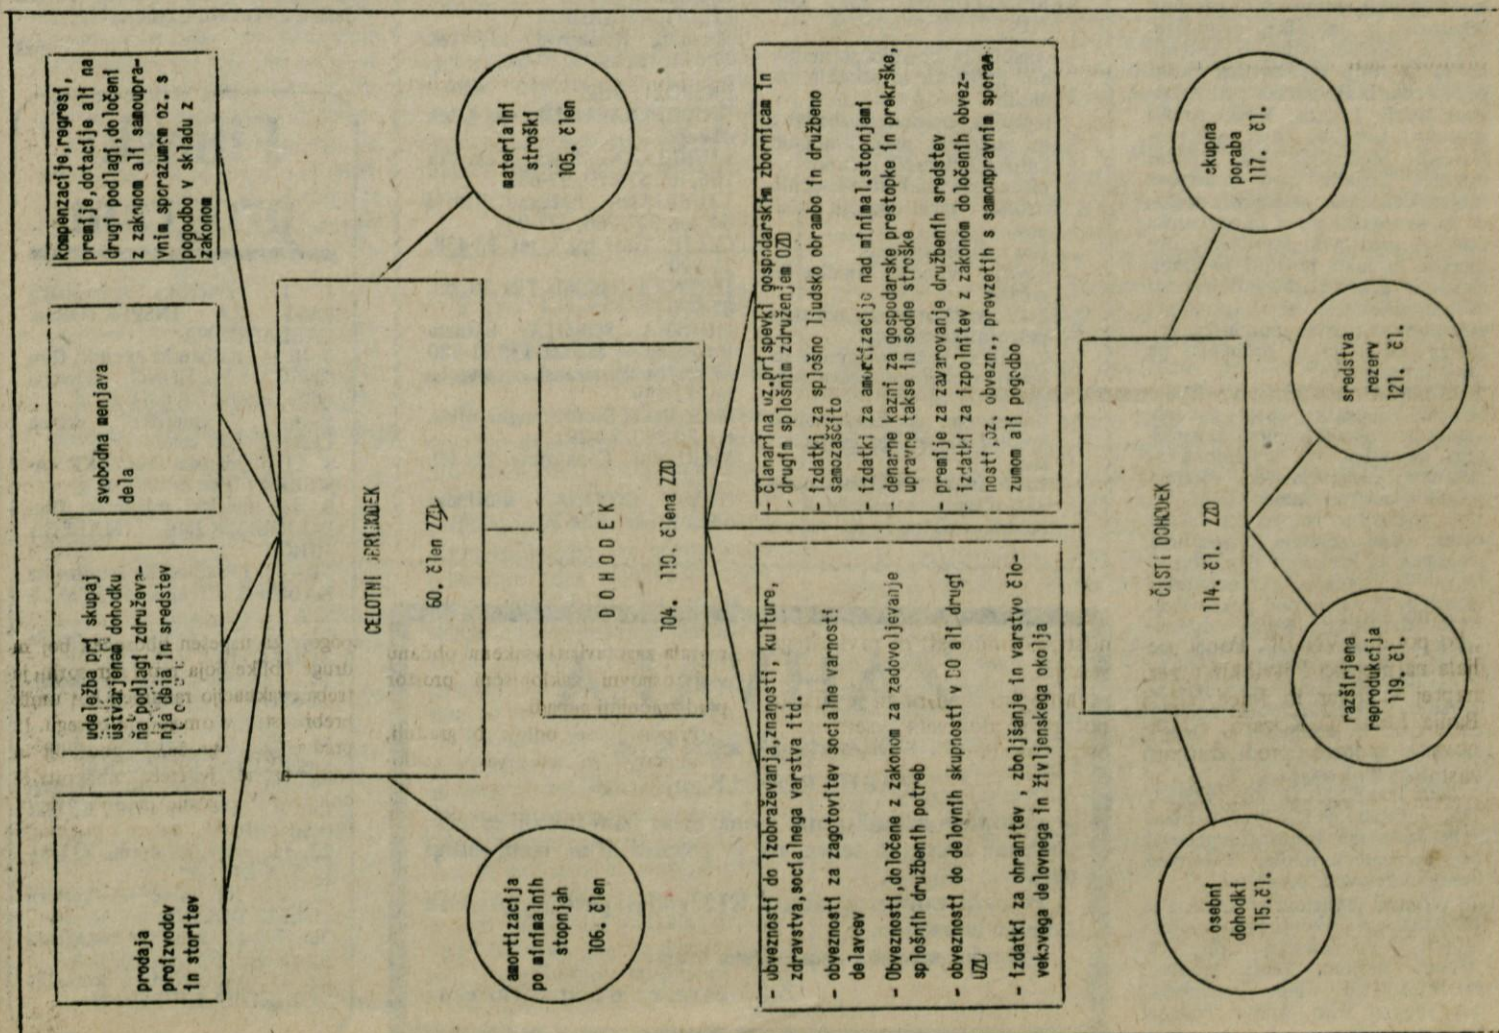 prodaja
proizvodov
in storitev
udeležba pri skupaj
ustvarjenem dohodku
na podlagi združeva-
nja dela in sredstev
svobodna menjava
dela
kompenzacije,regresi,
premije,dotacije ali na
drugi podlagi,določeni
z zakonom ali samoupra-
vnim sporazumom oz. s
pogodbo v skladu z
zakonom
CELOTNI PRIHODEK
60. člen ZZD
amortizacija
po minimalnih
stopnjah
106. člen
materialni
stroški
105. člen
D O H O D E K
104. 110. člena ZZD
- obveznosti do izobraževanja,znanosti, kulture,
zdravstva,socialnega varstva itd.
- obveznosti za zagotovitev socialne varnosti
delavcev
- Obveznosti,določene z zakonom za zadovoljevanje
splošnih družbenih potreb
- obveznosti do delovnih skupnosti v DO ali drugi
UZD
- izdatki za ohranitev , zboljšanje in varstvo člo-
vekovega delovnega in življenskega okolja
- članarina oz.prispevki gospodarskim zbornicam in
drugim splošnim združenjem OZD
- izdatki za splošno ljudsko obrambo in družbeno
samozaščito
- izdatki za amortizacijo nad minimal.stopnjami
- denarne kazni za gospodarske prestopke in prekrške,
upravne takse in sodne stroške
- premije za zavarovanje družbenih sredstev
- izdatki za izpolnitev z zakonom določenih obvez-
nosti,oz. obvezn., prevzetih s samoupravnim spora-
zumom ali pogodbo
ČISTI DOHODEK
114. čl. ZZD
osebni
dohodki
115.čl.
razširjena
reprodukcija
119. čl.
sredstva
rezerv
121. čl.
skupna
poraba
117. čl.